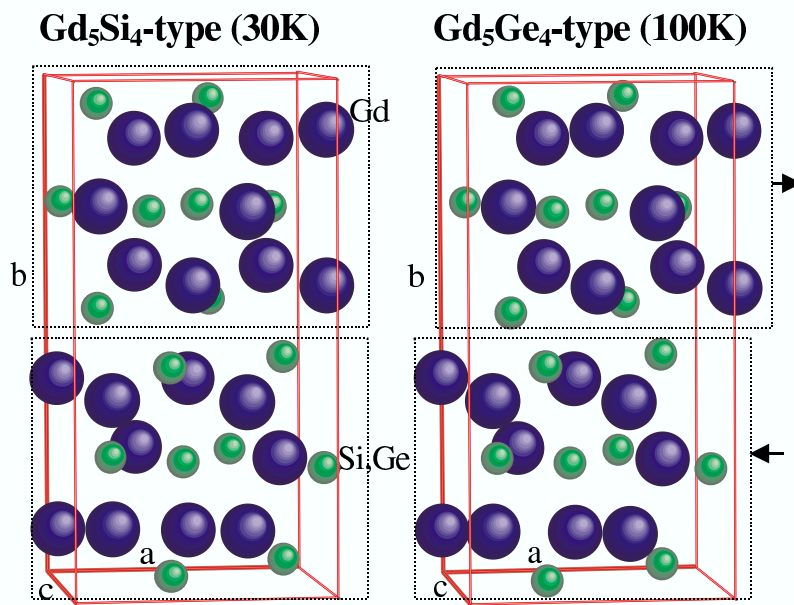 Gd₅Si₄-type (30K)
Gd₅Ge₄-type (100K)
Gd
b
b
Si,Ge
a
a
c
c